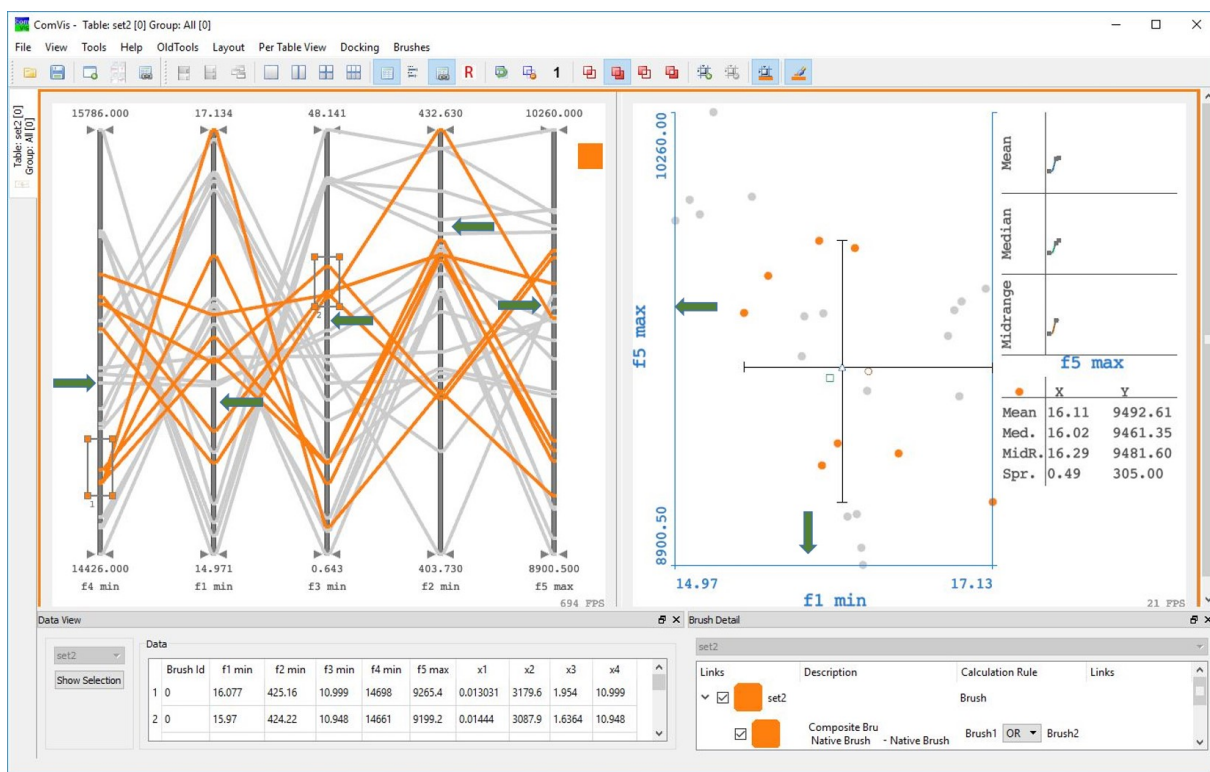 ComVis - Table: set2 [0] Group: All [0]
File View Tools Help OldTools Layout Per Table View Docking Brushes
R 1
Table: set2 [0]
Group: All [0]
15786.000 17.134 48.141 432.630 10260.000
2
1
14426.000 14.971 0.643 403.730 8900.500
f4 min f1 min f3 min f2 min f5 max
694 FPS
10260.00
f5 max
8900.50
14.97 17.13
f1 min
21 FPS
Mean
Median
Midrange
f5 max
X Y
Mean 16.11 9492.61
Med. 16.02 9461.35
MidR. 16.29 9481.60
Spr. 0.49 305.00
Data View
set2
Show Selection
Data
Brush Id f1 min f2 min f3 min f4 min f5 max x1 x2 x3 x4
1 0 16.077 425.16 10.999 14698 9265.4 0.013031 3179.6 1.954 10.999
2 0 15.97 424.22 10.948 14661 9199.2 0.01444 3087.9 1.6364 10.948
Brush Detail
set2
Links Description Calculation Rule Links
set2 Brush
Composite Bru
Native Brush - Native Brush Brush1 OR Brush2